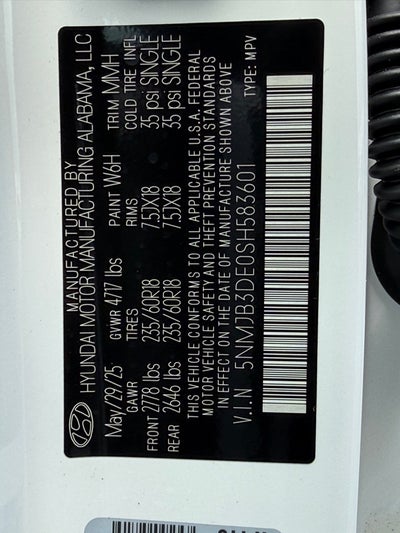 MANUFACTURED BY
HYUNDAI MOTOR MANUFACTURING ALABAMA, LLC
May/29/25 GVWR 4717 lbs PAINT W6H TRIM MMH
GAWR TIRES RIMS COLD TIRE INFL
FRONT 2778 lbs 235/60R18 7.5JX18 35 psi SINGLE
REAR 2646 lbs 235/60R18 7.5JX18 35 psi SINGLE
THIS VEHICLE CONFORMS TO ALL APPLICABLE U.S.A. FEDERAL
MOTOR VEHICLE SAFETY AND THEFT PREVENTION STANDARDS
IN EFFECT ON THE DATE OF MANUFACTURE SHOWN ABOVE
V.I.N 5NMJB3DE0SH583601
TYPE: MPV